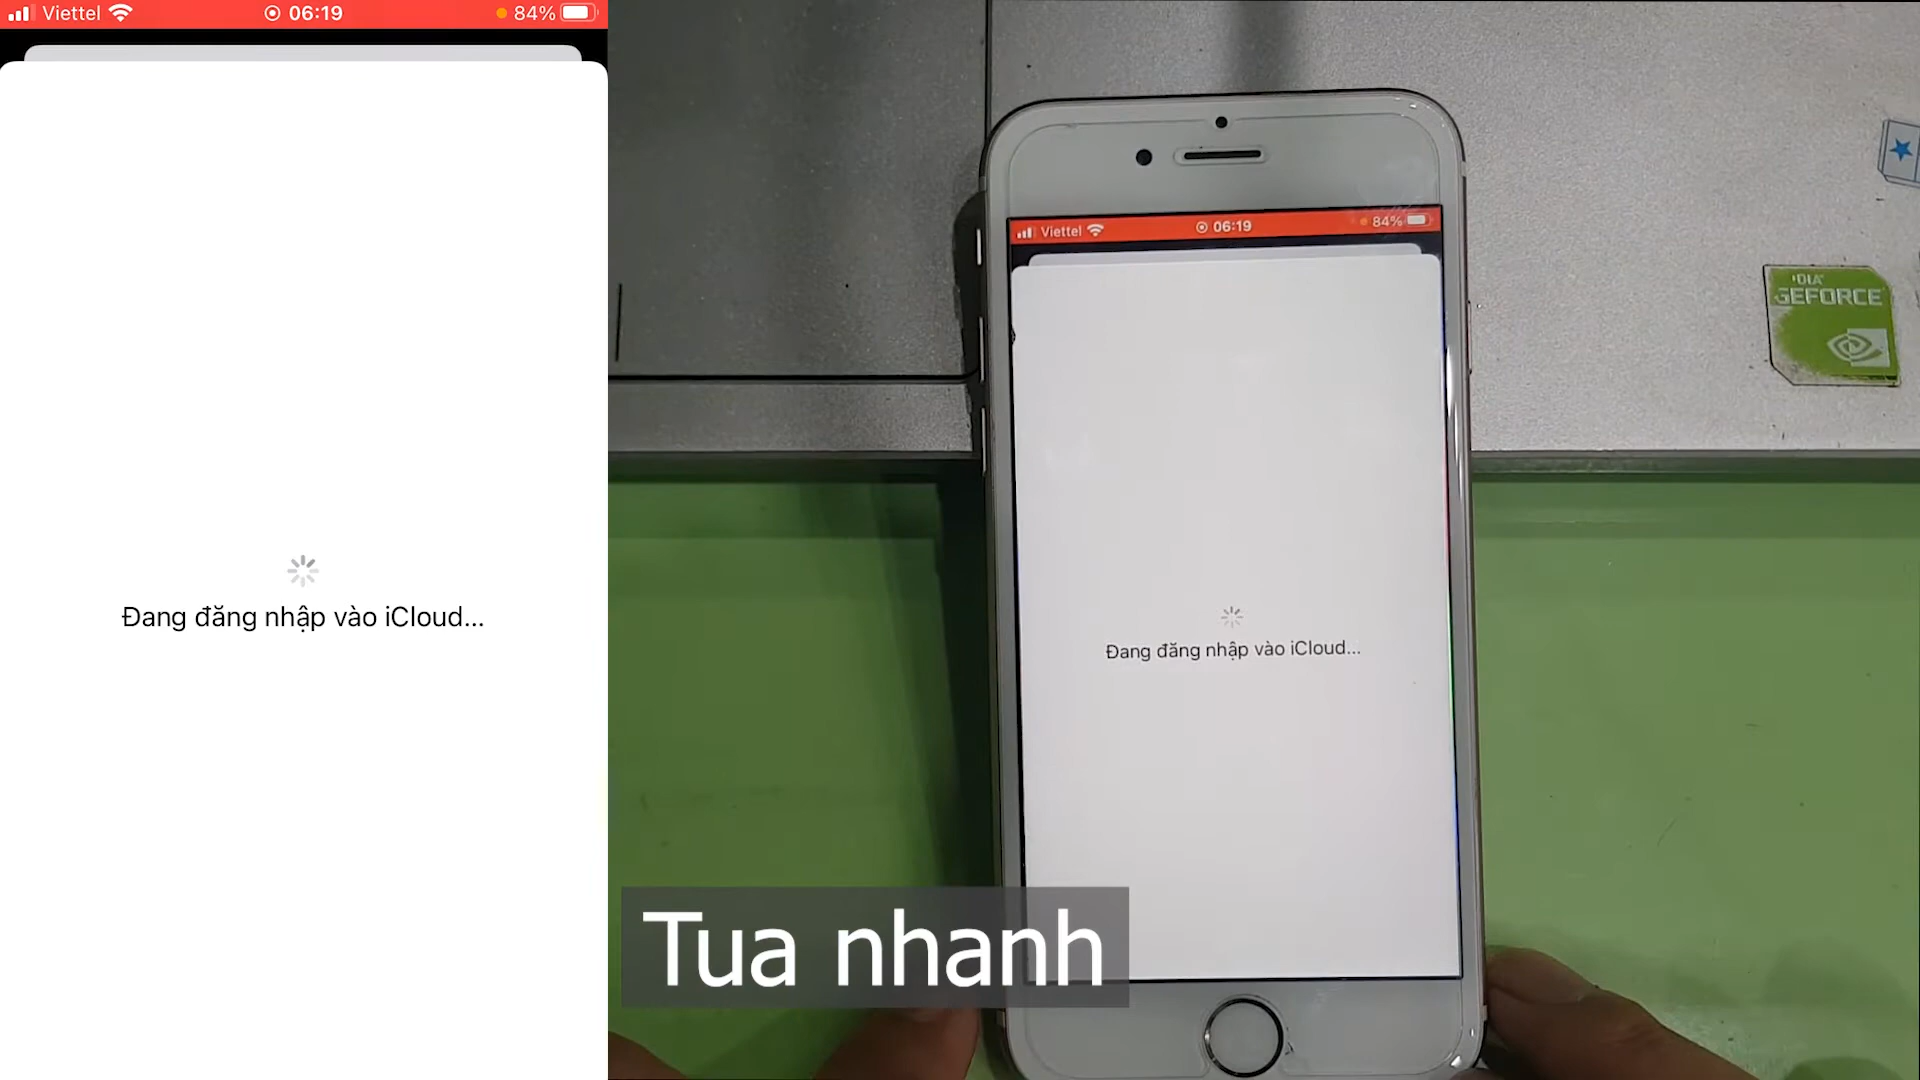 Viettel 06:19 84%
Đang đăng nhập vào iCloud...
Viettel 06:19 84%
Đang đăng nhập vào iCloud...
GEFORCE
Tua nhanh